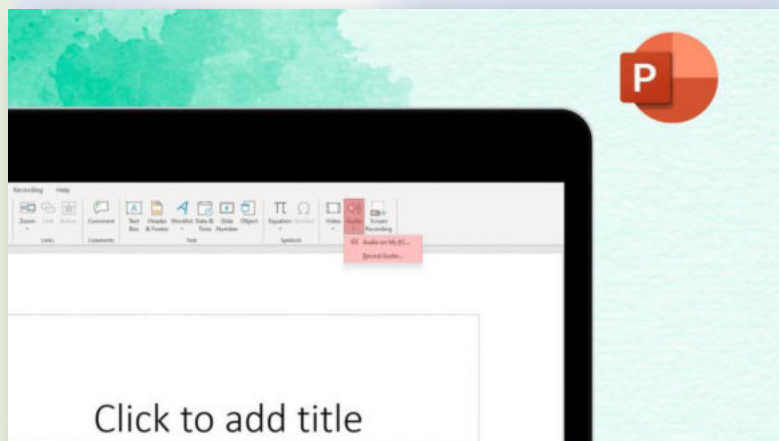 P
Recording Help
Zoom Link Action Comment Text Box Header & Footer WordArt Date & Time Slide Number Object Equation Symbol Video Audio Screen Recording
Links Comments Text Symbols
Audio on My PC...
Record Audio...
Click to add title